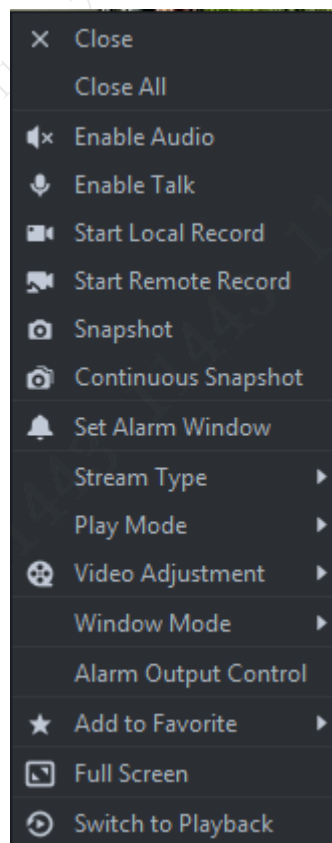 Close
Close All
Enable Audio
Enable Talk
Start Local Record
Start Remote Record
Snapshot
Continuous Snapshot
Set Alarm Window
Stream Type
Play Mode
Video Adjustment
Window Mode
Alarm Output Control
Add to Favorite
Full Screen
Switch to Playback